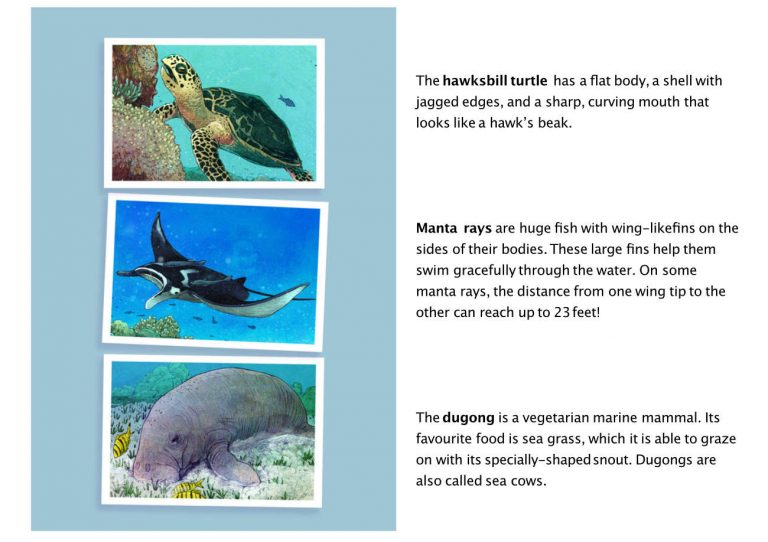 The hawksbill turtle has a flat body, a shell with
jagged edges, and a sharp, curving mouth that
looks like a hawk's beak.
Manta rays are huge fish with wing-likefins on the
sides of their bodies. These large fins help them
swim gracefully through the water. On some
manta rays, the distance from one wing tip to the
other can reach up to 23 feet!
The dugong is a vegetarian marine mammal. Its
favourite food is sea grass, which it is able to graze
on with its specially-shaped snout. Dugongs are
also called sea cows.